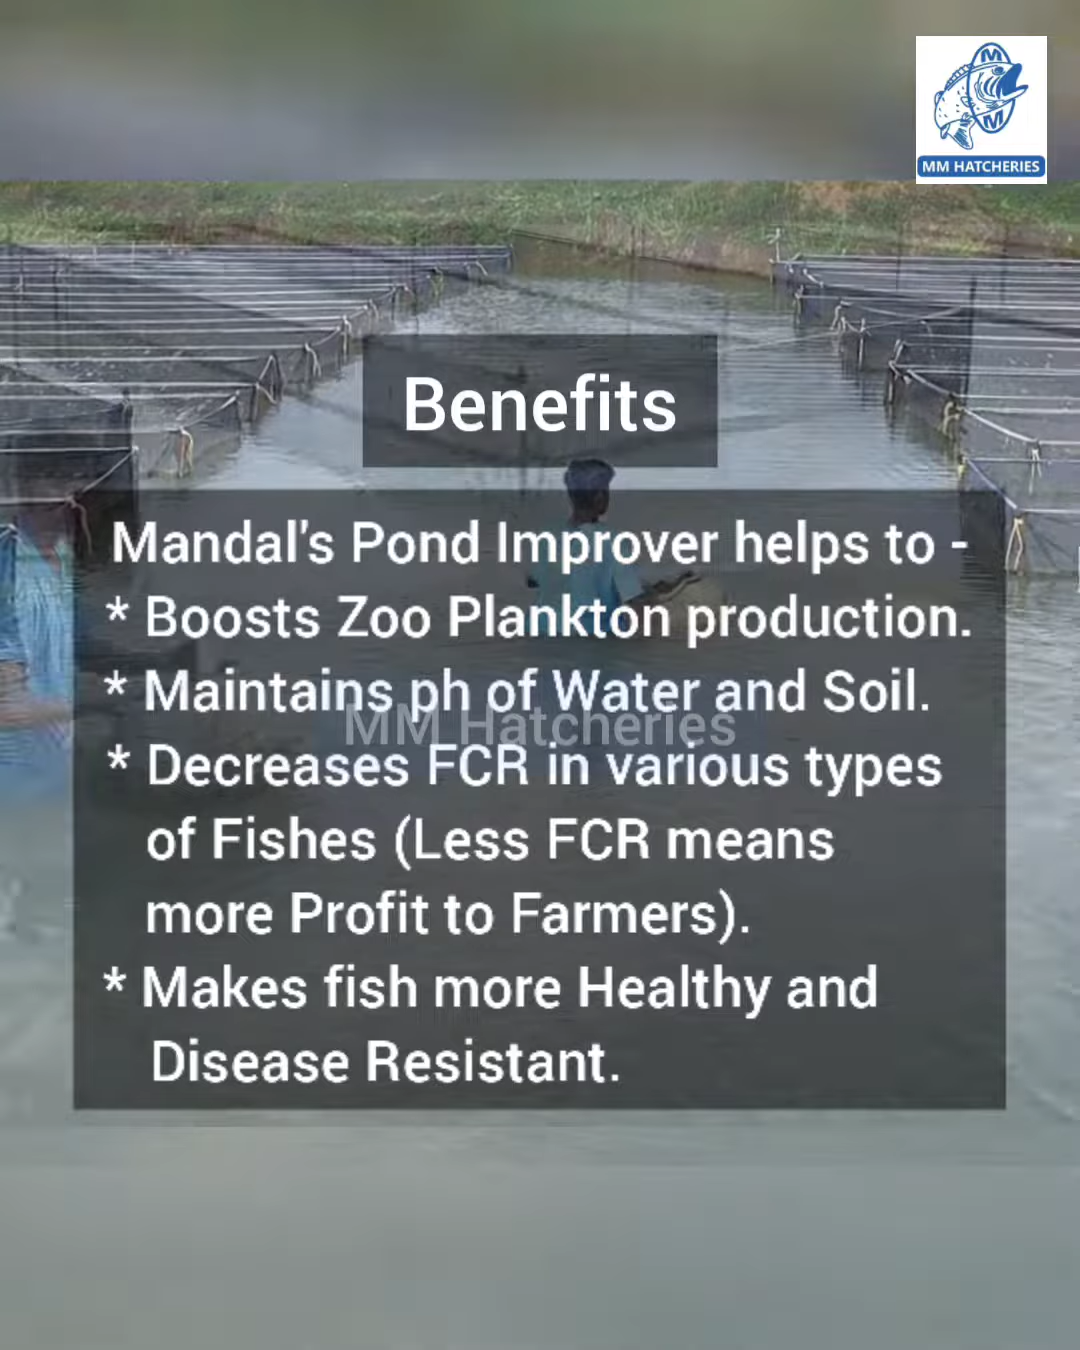 M
M
MM HATCHERIES
Benefits
Mandal's Pond Improver helps to -
* Boosts Zoo Plankton production.
* Maintains ph of Water and Soil.
MM Hatcheries
* Decreases FCR in various types
of Fishes (Less FCR means
more Profit to Farmers).
* Makes fish more Healthy and
Disease Resistant.